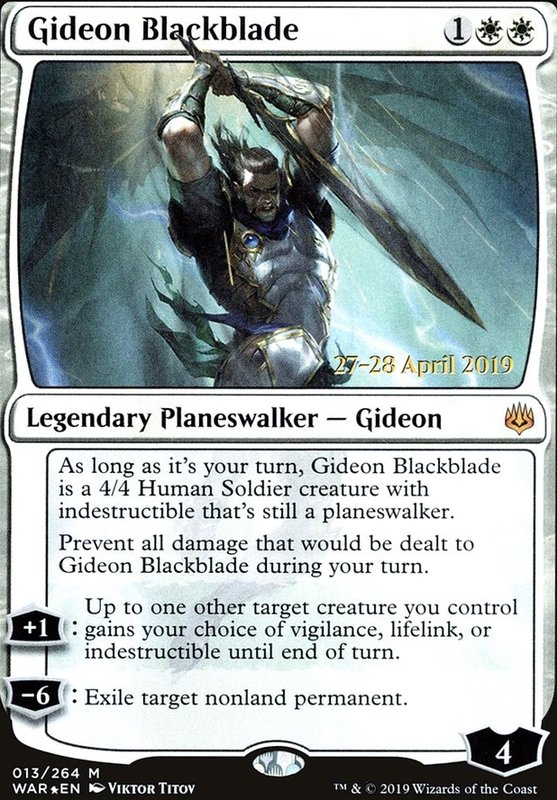 Gideon Blackblade 1
27-28 April 2019
Legendary Planeswalker — Gideon
As long as it's your turn, Gideon Blackblade
is a 4/4 Human Soldier creature with
indestructible that's still a planeswalker.
Prevent all damage that would be dealt to
Gideon Blackblade during your turn.
Up to one other target creature you control
+1 : gains your choice of vigilance, lifelink, or
indestructible until end of turn.
-6 : Exile target nonland permanent.
4
013/264 M
WAR★EN Viktor Titov
™ & © 2019 Wizards of the Coast